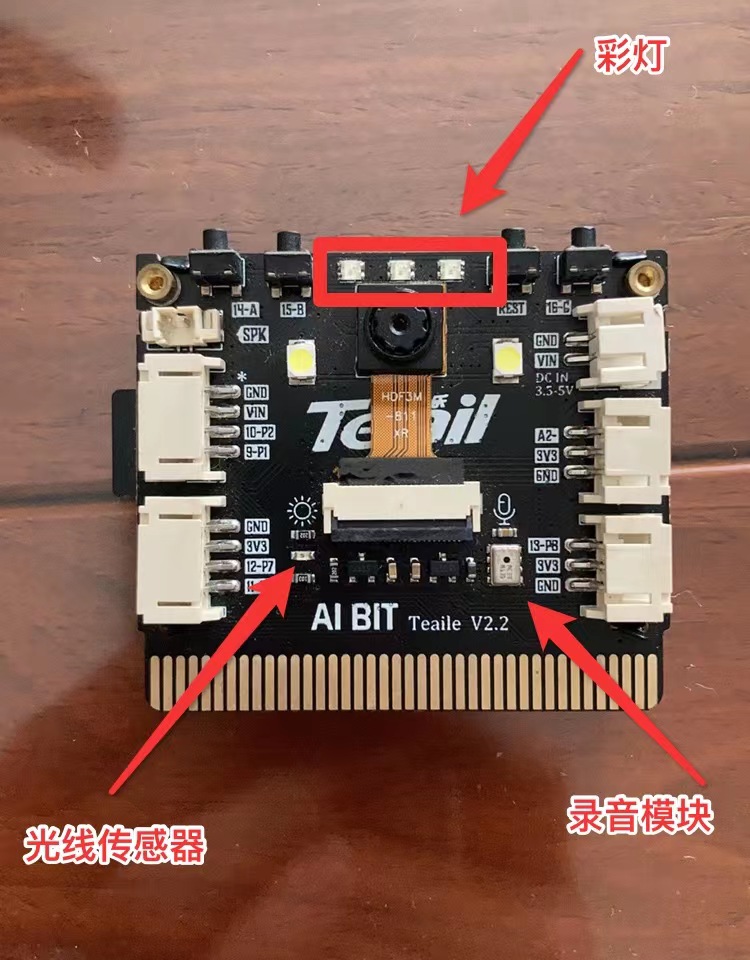 彩灯
14-A
15-B
REST
16-C
SPK
GND
VIN
DC IN
3.5-5V
*
GND
VIN
10-P2
9-P1
HDF3M
-811
XR
A2-
3V3
GND
GND
3V3
12-P7
13-P8
3V3
GND
AI BIT Teaile V2.2
光线传感器
录音模块